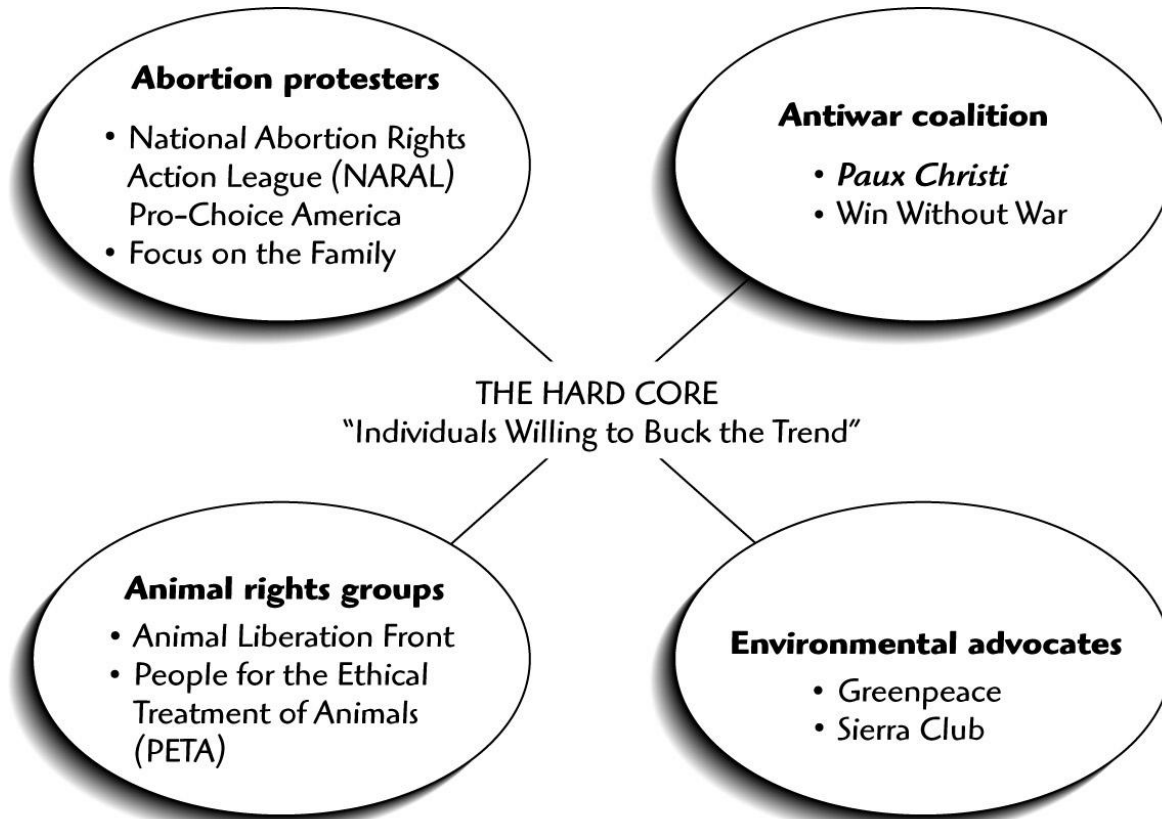 Abortion protesters
• National Abortion Rights
Action League (NARAL)
Pro-Choice America
• Focus on the Family
Antiwar coalition
• Paux Christi
• Win Without War
THE HARD CORE
“Individuals Willing to Buck the Trend”
Animal rights groups
• Animal Liberation Front
• People for the Ethical
Treatment of Animals
(PETA)
Environmental advocates
• Greenpeace
• Sierra Club